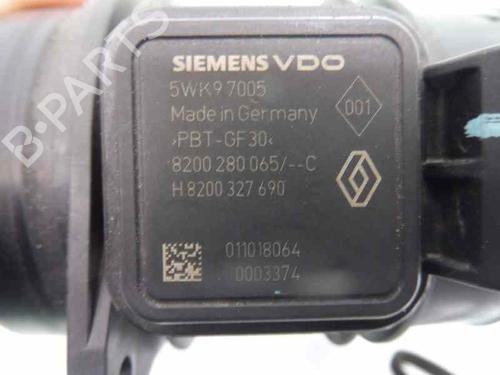 B-PARTS
SIEMENS VDO
5WK9 7005
Made in Germany
001
›PBT-GF30‹
8200 280 065/--C
H 8200 327 690
011018064
0003374